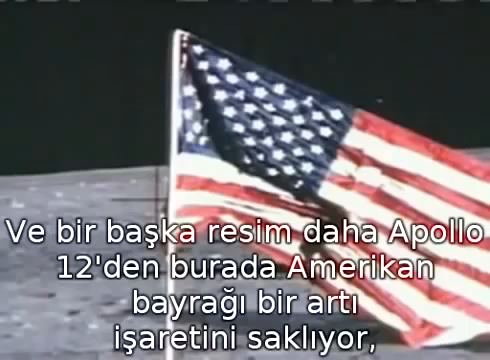 Ve bir başka resim daha Apollo
12'den burada Amerikan
bayrağı bir artı
işaretini saklıyor,